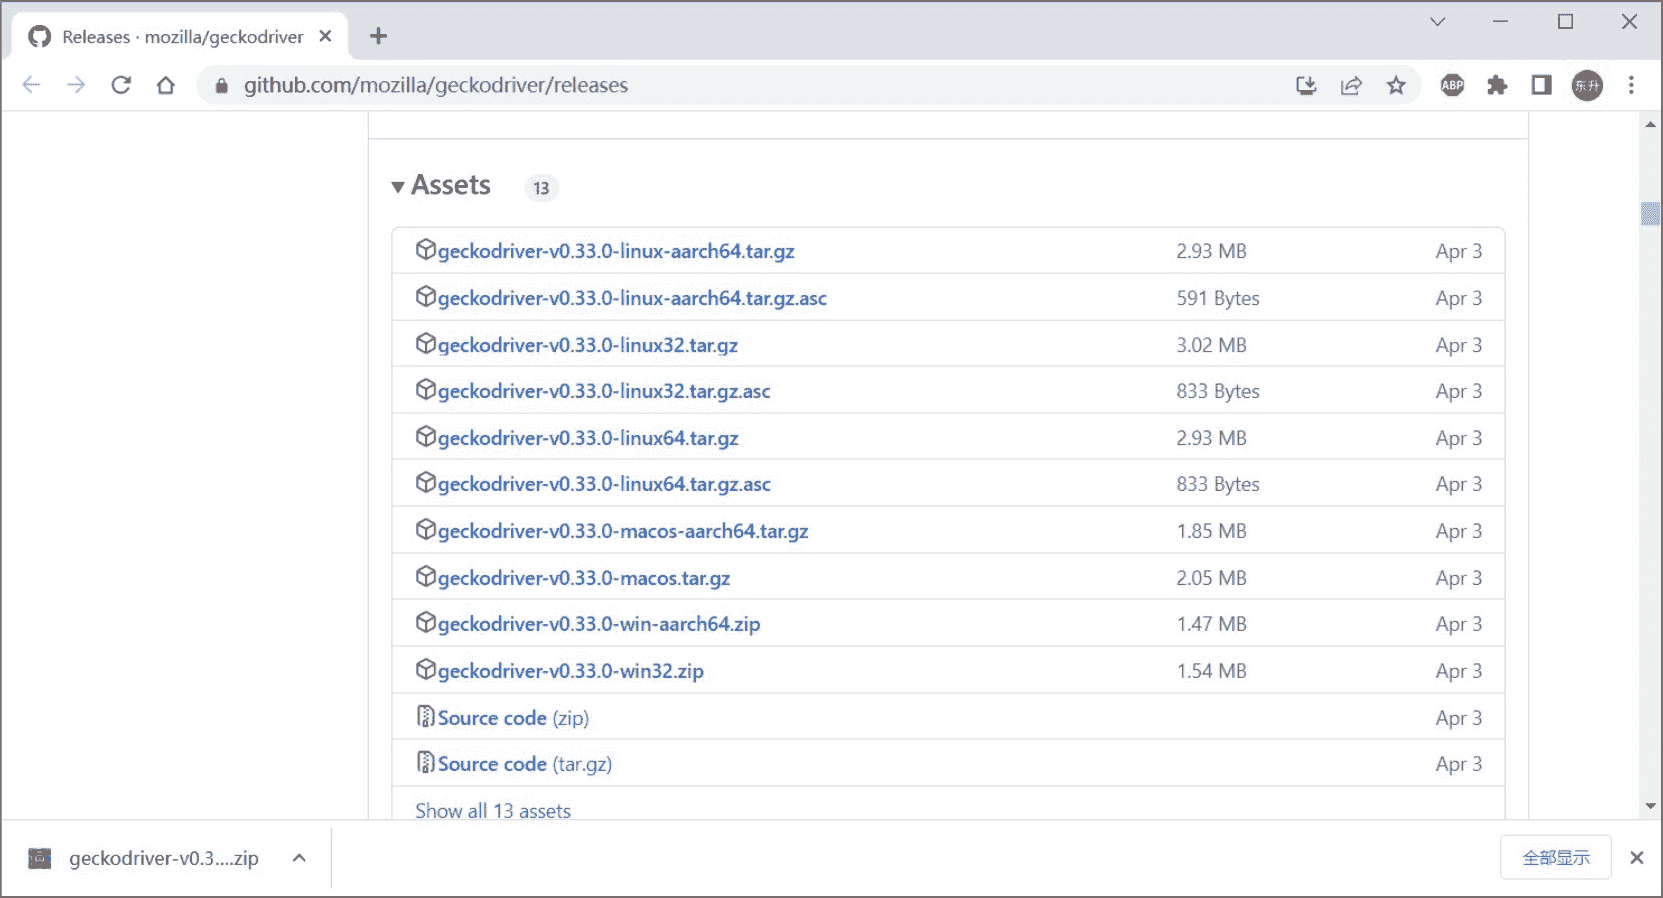 Releases · mozilla/geckodriver
github.com/mozilla/geckodriver/releases
ABP
东升
Assets 13
geckodriver-v0.33.0-linux-aarch64.tar.gz 2.93 MB Apr 3
geckodriver-v0.33.0-linux-aarch64.tar.gz.asc 591 Bytes Apr 3
geckodriver-v0.33.0-linux32.tar.gz 3.02 MB Apr 3
geckodriver-v0.33.0-linux32.tar.gz.asc 833 Bytes Apr 3
geckodriver-v0.33.0-linux64.tar.gz 2.93 MB Apr 3
geckodriver-v0.33.0-linux64.tar.gz.asc 833 Bytes Apr 3
geckodriver-v0.33.0-macos-aarch64.tar.gz 1.85 MB Apr 3
geckodriver-v0.33.0-macos.tar.gz 2.05 MB Apr 3
geckodriver-v0.33.0-win-aarch64.zip 1.47 MB Apr 3
geckodriver-v0.33.0-win32.zip 1.54 MB Apr 3
Source code (zip) Apr 3
Source code (tar.gz) Apr 3
Show all 13 assets
geckodriver-v0.3....zip
全部显示